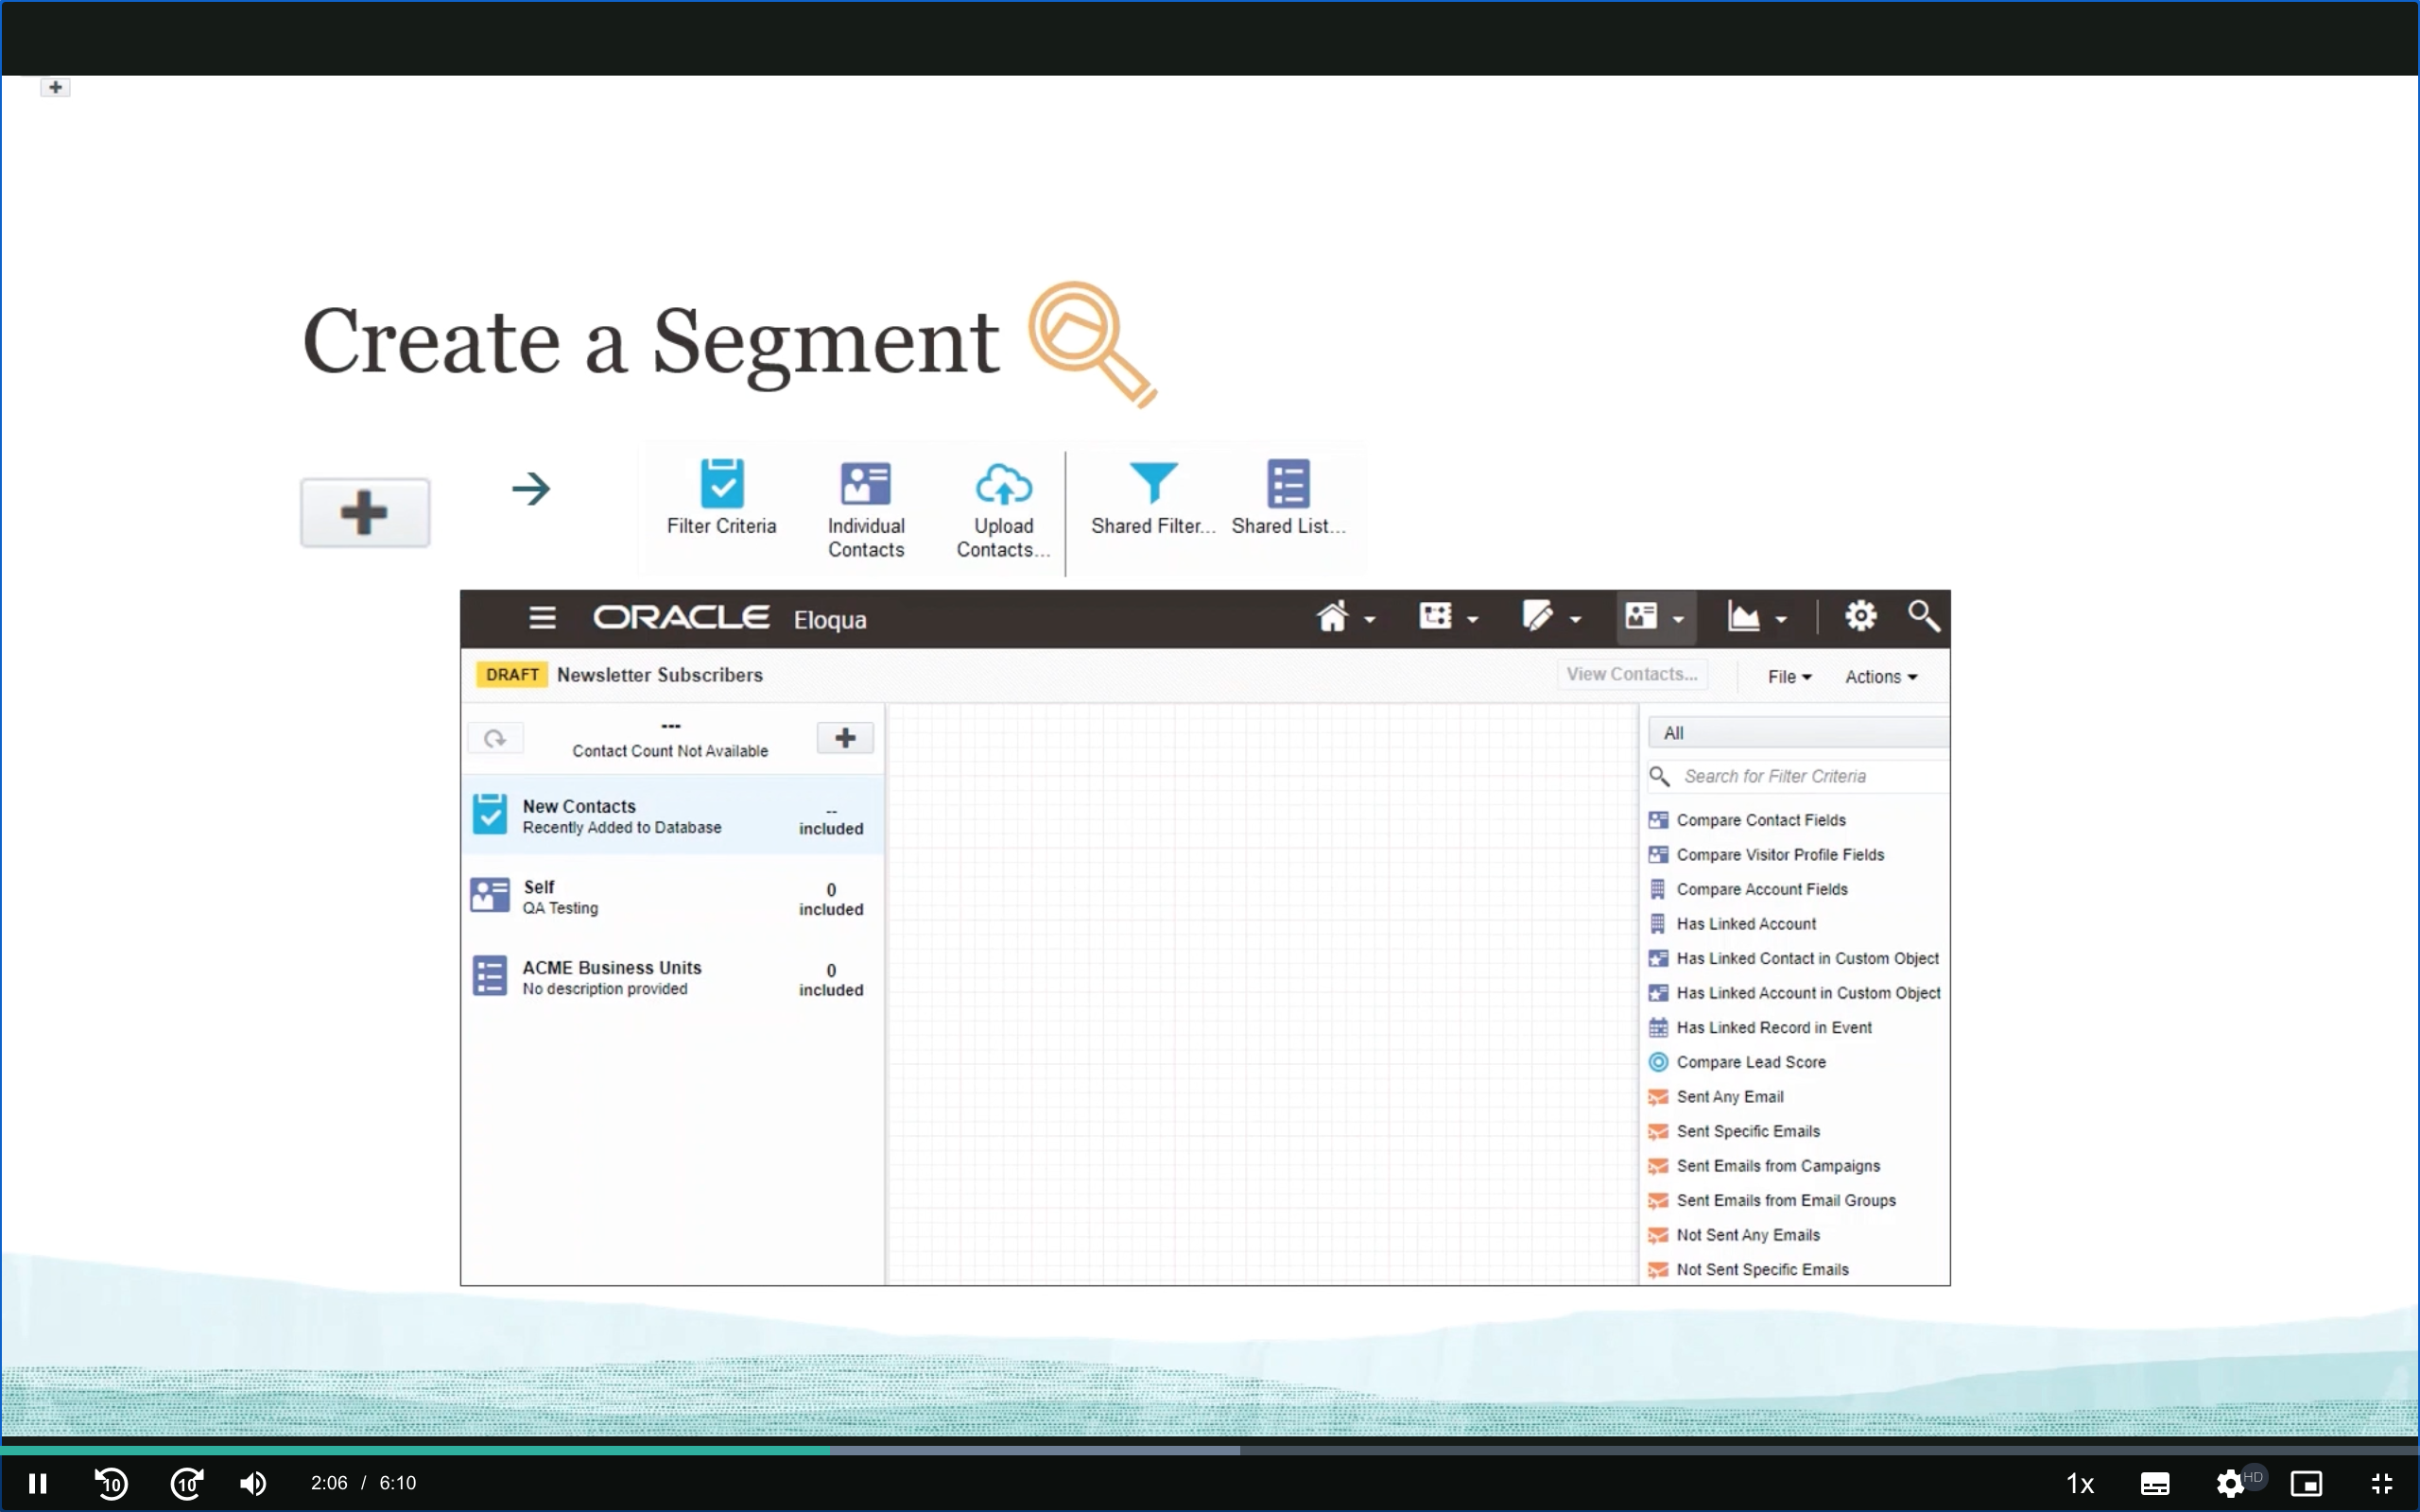 Create a Segment
Filter Criteria
Individual
Contacts
Upload
Contacts...
Shared Filter...
Shared List...
ORACLE Eloqua
DRAFT Newsletter Subscribers
View Contacts...
File
Actions
---
Contact Count Not Available
New Contacts
Recently Added to Database
--
included
Self
QA Testing
0
included
ACME Business Units
No description provided
0
included
All
Search for Filter Criteria
Compare Contact Fields
Compare Visitor Profile Fields
Compare Account Fields
Has Linked Account
Has Linked Contact in Custom Object
Has Linked Account in Custom Object
Has Linked Record in Event
Compare Lead Score
Sent Any Email
Sent Specific Emails
Sent Emails from Campaigns
Sent Emails from Email Groups
Not Sent Any Emails
Not Sent Specific Emails
10
10
2:06 / 6:10
1x
HD